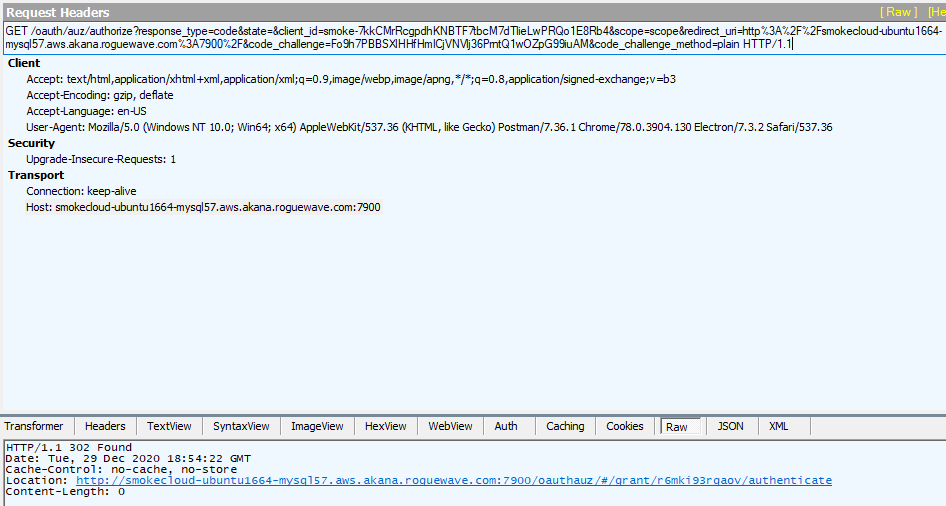 Request Headers [ Raw ] [He
GET /oauth/auz/authorize?response_type=code&state=&client_id=smoke-7kkCMrRcgpdhKNBTF7tbcM7dTlieLwPRQo1E8Rb4&scope=scope&redirect_uri=http%3A%2F%2Fsmokecloud-ubuntu1664-
mysql57.aws.akana.roguewave.com%3A7900%2F&code_challenge=Fo9h7PBBSXlHHfHmICjVNVlj36PmtQ1wOZpG99iuAM&code_challenge_method=plain HTTP/1.1
Client
Accept: text/html,application/xhtml+xml,application/xml;q=0.9,image/webp,image/apng,*/*;q=0.8,application/signed-exchange;v=b3
Accept-Encoding: gzip, deflate
Accept-Language: en-US
User-Agent: Mozilla/5.0 (Windows NT 10.0; Win64; x64) AppleWebKit/537.36 (KHTML, like Gecko) Postman/7.36.1 Chrome/78.0.3904.130 Electron/7.3.2 Safari/537.36
Security
Upgrade-Insecure-Requests: 1
Transport
Connection: keep-alive
Host: smokecloud-ubuntu1664-mysql57.aws.akana.roguewave.com:7900
Transformer Headers TextView SyntaxView ImageView HexView WebView Auth Caching Cookies Raw JSON XML
HTTP/1.1 302 Found
Date: Tue, 29 Dec 2020 18:54:22 GMT
Cache-Control: no-cache, no-store
Location: http://smokecloud-ubuntu1664-mysql57.aws.akana.roguewave.com:7900/oauthauz/#/grant/r6mki93rgaov/authenticate
Content-Length: 0